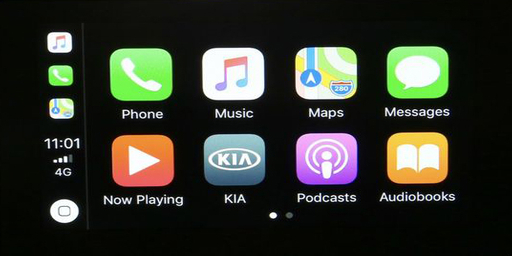 11:01
4G
280
Phone
Music
Maps
Messages
KIA
Now Playing
KIA
Podcasts
Audiobooks